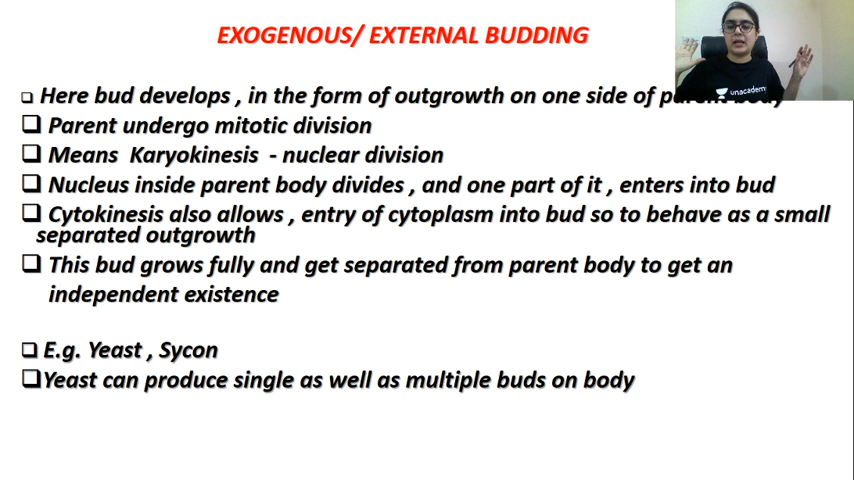 EXOGENOUS/ EXTERNAL BUDDING
Here bud develops , in the form of outgrowth on one side of parent body
Parent undergo mitotic division
Means Karyokinesis - nuclear division
Nucleus inside parent body divides , and one part of it , enters into bud
Cytokinesis also allows , entry of cytoplasm into bud so to behave as a small
separated outgrowth
This bud grows fully and get separated from parent body to get an
independent existence
E.g. Yeast , Sycon
Yeast can produce single as well as multiple buds on body
unacademy